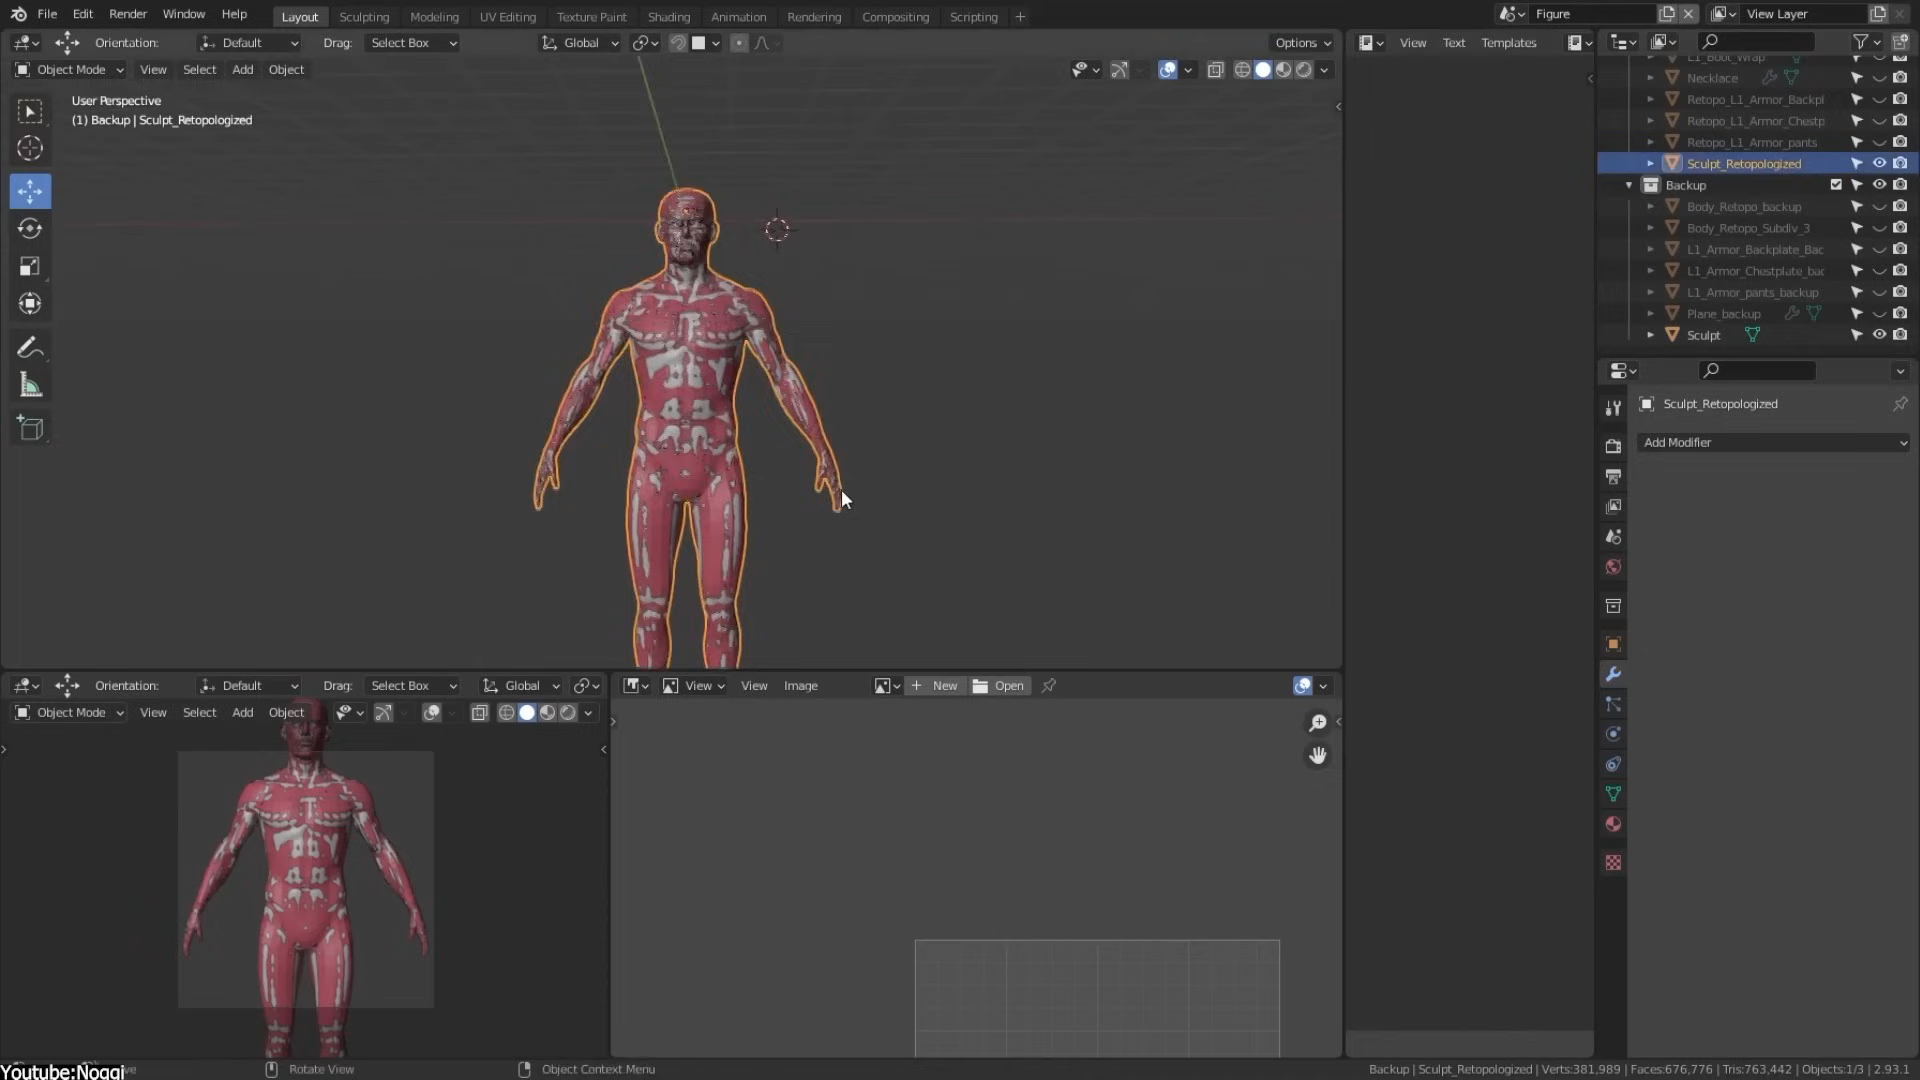 File Edit Render Window Help Layout Sculpting Modeling UV Editing Texture Paint Shading Animation Rendering Compositing Scripting + Figure View Layer
Orientation: Default Drag: Select Box Global Options View Text Templates
Object Mode View Select Add Object
User Perspective
(1) Backup | Sculpt_Retopologized
L1_Boot_Wrap
Necklace
Retopo_L1_Armor_Backpl
Retopo_L1_Armor_Chestp
Retopo_L1_Armor_pants
Sculpt_Retopologized
Backup
Body_Retopo_backup
Body_Retopo_Subdiv_3
L1_Armor_Backplate_Bac
L1_Armor_Chestplate_bac
L1_Armor_pants_backup
Plane_backup
Sculpt
Sculpt_Retopologized
Add Modifier
Orientation: Default Drag: Select Box Global
Object Mode View Select Add Object
View View Image + New Open
Youtube:Noggi
Rotate View
Object Context Menu
Backup | Sculpt_Retopologized | Verts:381,989 | Faces:676,776 | Tris:763,442 | Objects:1/3 | 2.93.1